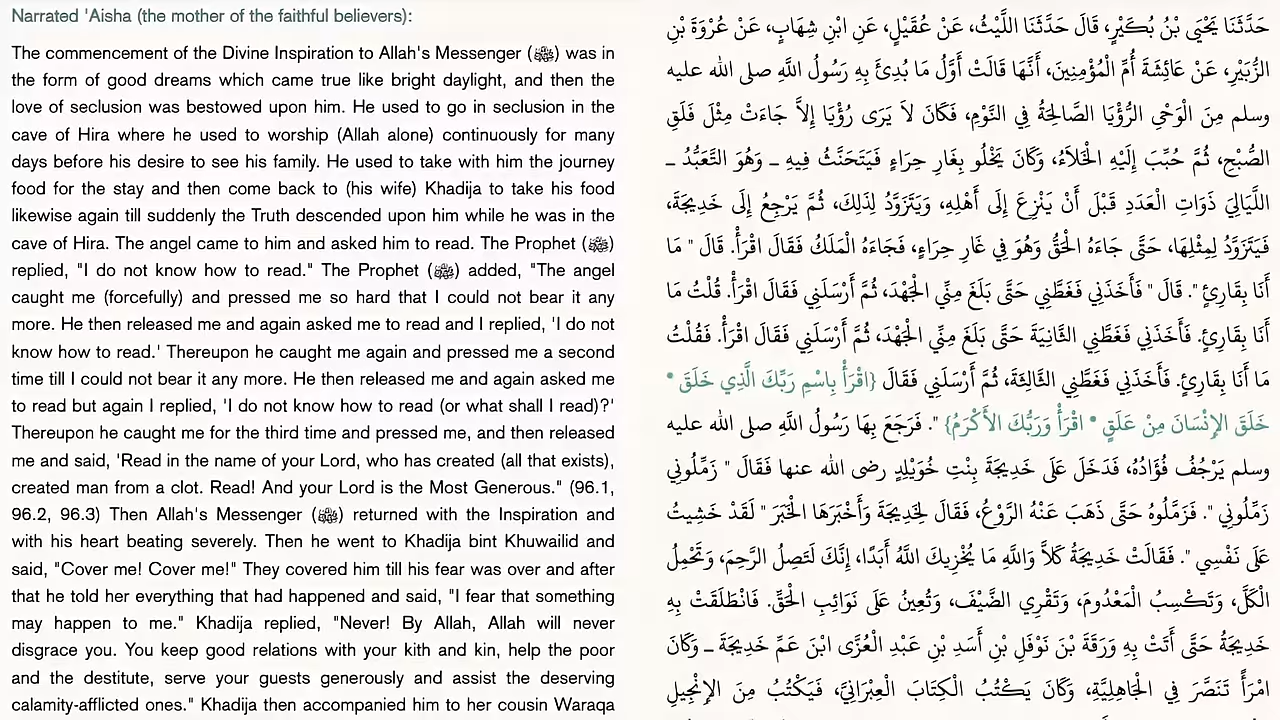 Narrated 'Aisha (the mother of the faithful believers):
The commencement of the Divine Inspiration to Allah's Messenger (ﷺ) was in
the form of good dreams which came true like bright daylight, and then the
love of seclusion was bestowed upon him. He used to go in seclusion in the
cave of Hira where he used to worship (Allah alone) continuously for many
days before his desire to see his family. He used to take with him the journey
food for the stay and then come back to (his wife) Khadija to take his food
likewise again till suddenly the Truth descended upon him while he was in the
cave of Hira. The angel came to him and asked him to read. The Prophet (ﷺ)
replied, "I do not know how to read." The Prophet (ﷺ) added, "The angel
caught me (forcefully) and pressed me so hard that I could not bear it any
more. He then released me and again asked me to read and I replied, 'I do not
know how to read.' Thereupon he caught me again and pressed me a second
time till I could not bear it any more. He then released me and again asked me
to read but again I replied, 'I do not know how to read (or what shall I read)?'
Thereupon he caught me for the third time and pressed me, and then released
me and said, 'Read in the name of your Lord, who has created (all that exists),
created man from a clot. Read! And your Lord is the Most Generous." (96.1,
96.2, 96.3) Then Allah's Messenger (ﷺ) returned with the Inspiration and
with his heart beating severely. Then he went to Khadija bint Khuwailid and
said, "Cover me! Cover me!" They covered him till his fear was over and after
that he told her everything that had happened and said, "I fear that something
may happen to me." Khadija replied, "Never! By Allah, Allah will never
disgrace you. You keep good relations with your kith and kin, help the poor
and the destitute, serve your guests generously and assist the deserving
calamity-afflicted ones." Khadija then accompanied him to her cousin Waraqa
حَدَّثَنَا يَحْيَى بْنُ بُكَيْرٍ، قَالَ حَدَّثَنَا اللَّيْثُ، عَنْ عُقَيْلٍ، عَنِ ابْنِ شِهَابٍ، عَنْ عُرْوَةَ بْنِ
الزُّبَيْرِ، عَنْ عَائِشَةَ أُمِّ الْمُؤْمِنِينَ، أَنَّهَا قَالَتْ أَوَّلُ مَا بُدِئَ بِهِ رَسُولُ اللَّهِ صلى الله عليه
وسلم مِنَ الْوَحْىِ الرُّؤْيَا الصَّالِحَةُ فِي النَّوْمِ، فَكَانَ لاَ يَرَى رُؤْيَا إِلاَّ جَاءَتْ مِثْلَ فَلَقِ
الصُّبْحِ، ثُمَّ حُبِّبَ إِلَيْهِ الْخَلاَءُ، وَكَانَ يَخْلُو بِغَارِ حِرَاءٍ فَيَتَحَنَّثُ فِيهِ ـ وَهُوَ التَّعَبُّدُ ـ
اللَّيَالِيَ ذَوَاتِ الْعَدَدِ قَبْلَ أَنْ يَنْزِعَ إِلَى أَهْلِهِ، وَيَتَزَوَّدُ لِذَلِكَ، ثُمَّ يَرْجِعُ إِلَى خَدِيجَةَ،
فَيَتَزَوَّدُ لِمِثْلِهَا، حَتَّى جَاءَهُ الْحَقُّ وَهُوَ فِي غَارِ حِرَاءٍ، فَجَاءَهُ الْمَلَكُ فَقَالَ اقْرَأْ. قَالَ " مَا
أَنَا بِقَارِئٍ ". قَالَ " فَأَخَذَنِي فَغَطَّنِي حَتَّى بَلَغَ مِنِّي الْجَهْدَ، ثُمَّ أَرْسَلَنِي فَقَالَ اقْرَأْ. قُلْتُ مَا
أَنَا بِقَارِئٍ. فَأَخَذَنِي فَغَطَّنِي الثَّانِيَةَ حَتَّى بَلَغَ مِنِّي الْجَهْدَ، ثُمَّ أَرْسَلَنِي فَقَالَ اقْرَأْ. فَقُلْتُ
مَا أَنَا بِقَارِئٍ. فَأَخَذَنِي فَغَطَّنِي الثَّالِثَةَ، ثُمَّ أَرْسَلَنِي فَقَالَ {اقْرَأْ بِاسْمِ رَبِّكَ الَّذِي خَلَقَ *
خَلَقَ الإِنْسَانَ مِنْ عَلَقٍ * اقْرَأْ وَرَبُّكَ الأَكْرَمُ} ". فَرَجَعَ بِهَا رَسُولُ اللَّهِ صلى الله عليه
وسلم يَرْجُفُ فُؤَادُهُ، فَدَخَلَ عَلَى خَدِيجَةَ بِنْتِ خُوَيْلِدٍ رضى الله عنها فَقَالَ " زَمِّلُونِي
زَمِّلُونِي ". فَزَمَّلُوهُ حَتَّى ذَهَبَ عَنْهُ الرَّوْعُ، فَقَالَ لِخَدِيجَةَ وَأَخْبَرَهَا الْخَبَرَ " لَقَدْ خَشِيتُ
عَلَى نَفْسِي ". فَقَالَتْ خَدِيجَةُ كَلاَّ وَاللَّهِ مَا يُخْزِيكَ اللَّهُ أَبَدًا، إِنَّكَ لَتَصِلُ الرَّحِمَ، وَتَحْمِلُ
الْكَلَّ، وَتَكْسِبُ الْمَعْدُومَ، وَتَقْرِي الضَّيْفَ، وَتُعِينُ عَلَى نَوَائِبِ الْحَقِّ. فَانْطَلَقَتْ بِهِ
خَدِيجَةُ حَتَّى أَتَتْ بِهِ وَرَقَةَ بْنَ نَوْفَلِ بْنِ أَسَدِ بْنِ عَبْدِ الْعُزَّى ابْنَ عَمِّ خَدِيجَةَ ـ وَكَانَ
امْرَأً تَنَصَّرَ فِي الْجَاهِلِيَّةِ، وَكَانَ يَكْتُبُ الْكِتَابَ الْعِبْرَانِيَّ، فَيَكْتُبُ مِنَ الإِنْجِيلِ